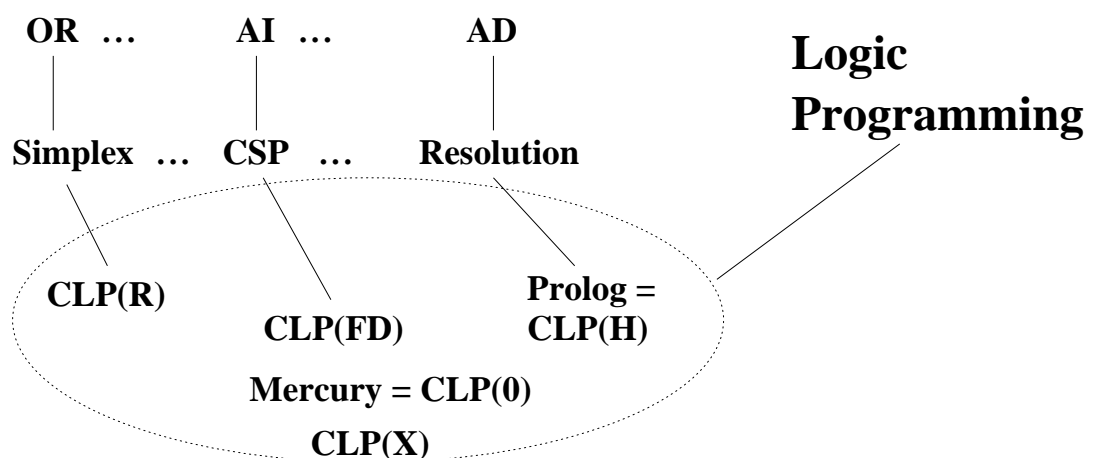 OR … AI … AD
Logic
Programming
Simplex … CSP … Resolution
CLP(R)
Prolog =
CLP(FD) CLP(H)
Mercury = CLP(0)
CLP(X)